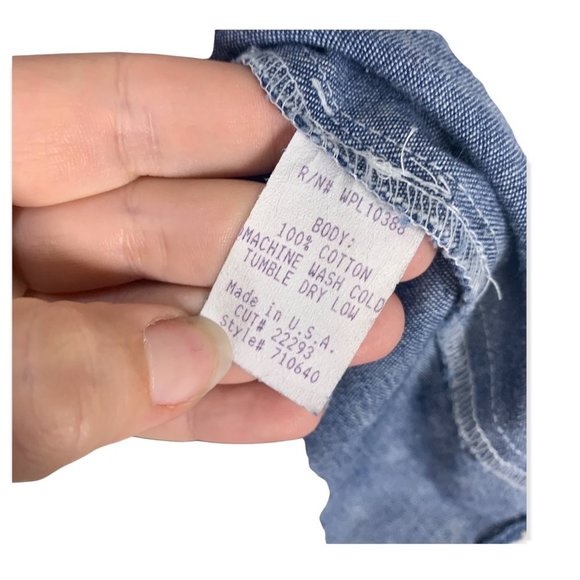 R/N# WPL10388
BODY:
100% COTTON
MACHINE WASH COLD
TUMBLE DRY LOW
Made in U.S.A.
CUT# 22293
Style# 710640